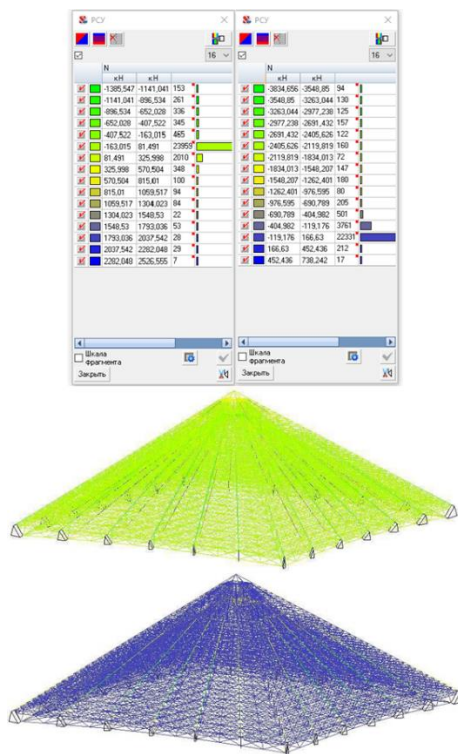 РСУ
16
N
кН кН
-1385,547 -1141,041 153
-1141,041 -896,534 261
-896,534 -652,028 336
-652,028 -407,522 345
-407,522 -163,015 465
-163,015 81,491 23959
81,491 325,998 2010
325,998 570,504 348
570,504 815,01 100
815,01 1059,517 94
1059,517 1304,023 84
1304,023 1548,53 22
1548,53 1793,036 53
1793,036 2037,542 28
2037,542 2282,048 29
2282,048 2526,555 7
Шкала
фрагмента
Закрыть
РСУ
16
N
кН кН
-3834,656 -3548,85 94
-3548,85 -3263,044 130
-3263,044 -2977,238 125
-2977,238 -2691,432 157
-2691,432 -2405,626 122
-2405,626 -2119,819 160
-2119,819 -1834,013 72
-1834,013 -1548,207 147
-1548,207 -1262,401 180
-1262,401 -976,595 80
-976,595 -690,789 205
-690,789 -404,982 501
-404,982 -119,176 3761
-119,176 166,63 22331
166,63 452,436 212
452,436 738,242 17
Шкала
фрагмента
Закрыть